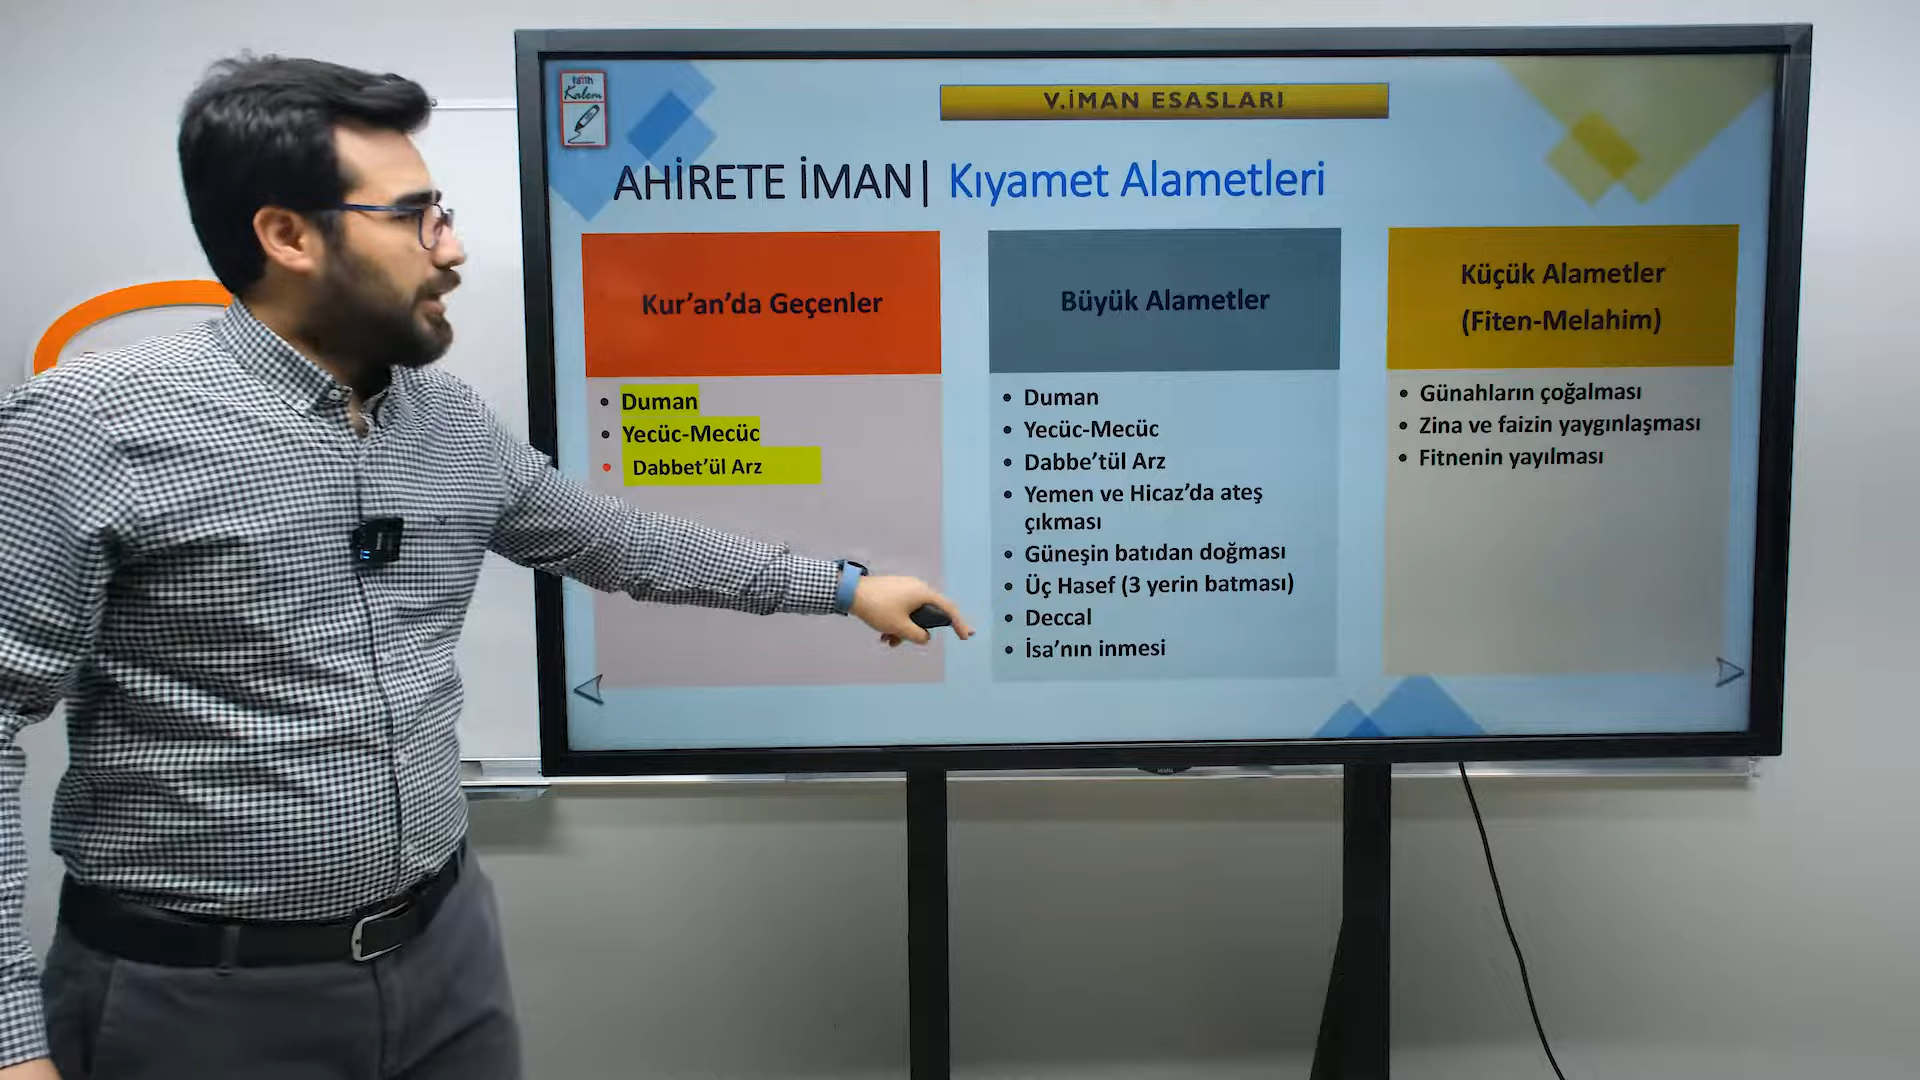 fatih
Kalem
V.İMAN ESASLARI
AHİRETE İMAN| Kıyamet Alametleri
Kur'an'da Geçenler
• Duman
• Yecüc-Mecüc
• Dabbet'ül Arz
Büyük Alametler
• Duman
• Yecüc-Mecüc
• Dabbe'tül Arz
• Yemen ve Hicaz'da ateş
çıkması
• Güneşin batıdan doğması
• Üç Hasef (3 yerin batması)
• Deccal
• İsa'nın inmesi
Küçük Alametler
(Fiten-Melahim)
• Günahların çoğalması
• Zina ve faizin yaygınlaşması
• Fitnenin yayılması